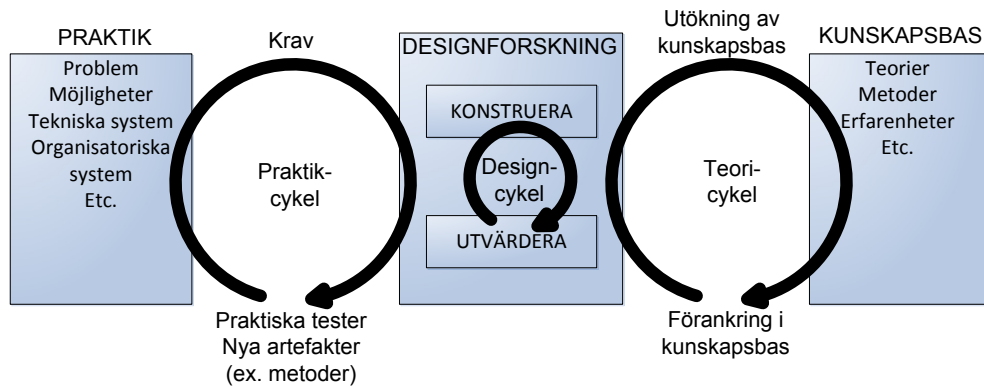 PRAKTIK
Problem
Möjligheter
Tekniska system
Organisatoriska
system
Etc.
Krav
Praktik-
cykel
Praktiska tester
Nya artefakter
(ex. metoder)
DESIGNFORSKNING
KONSTRUERA
Design-
cykel
UTVÄRDERA
Utökning av
kunskapsbas
Teori-
cykel
Förankring i
kunskapsbas
KUNSKAPSBAS
Teorier
Metoder
Erfarenheter
Etc.